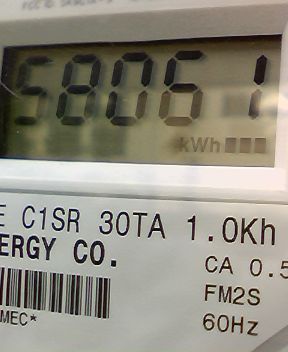 58061
kWh
E C1SR 30TA 1.0Kh
ERGY CO.
CA 0.5
FM2S
MEC*
60Hz